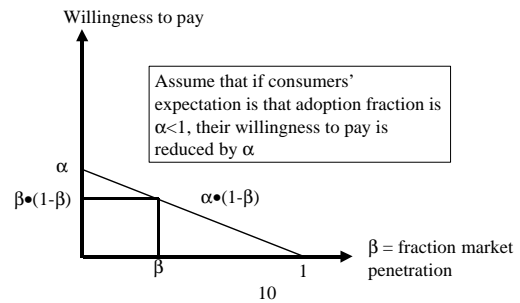 Willingness to pay
Assume that if consumers’
expectation is that adoption fraction is
α<1, their willingness to pay is
reduced by α
α
β•(1-β)
α•(1-β)
β
1
β = fraction market
penetration
10